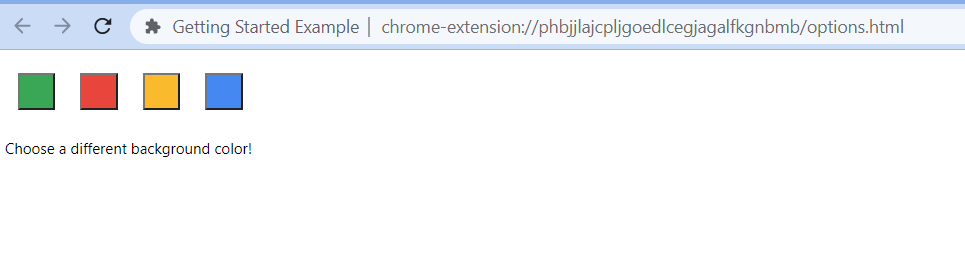 Getting Started Example | chrome-extension://phbjjlajcpljgoedlcegjagalfkgnbmb/options.html
Choose a different background color!